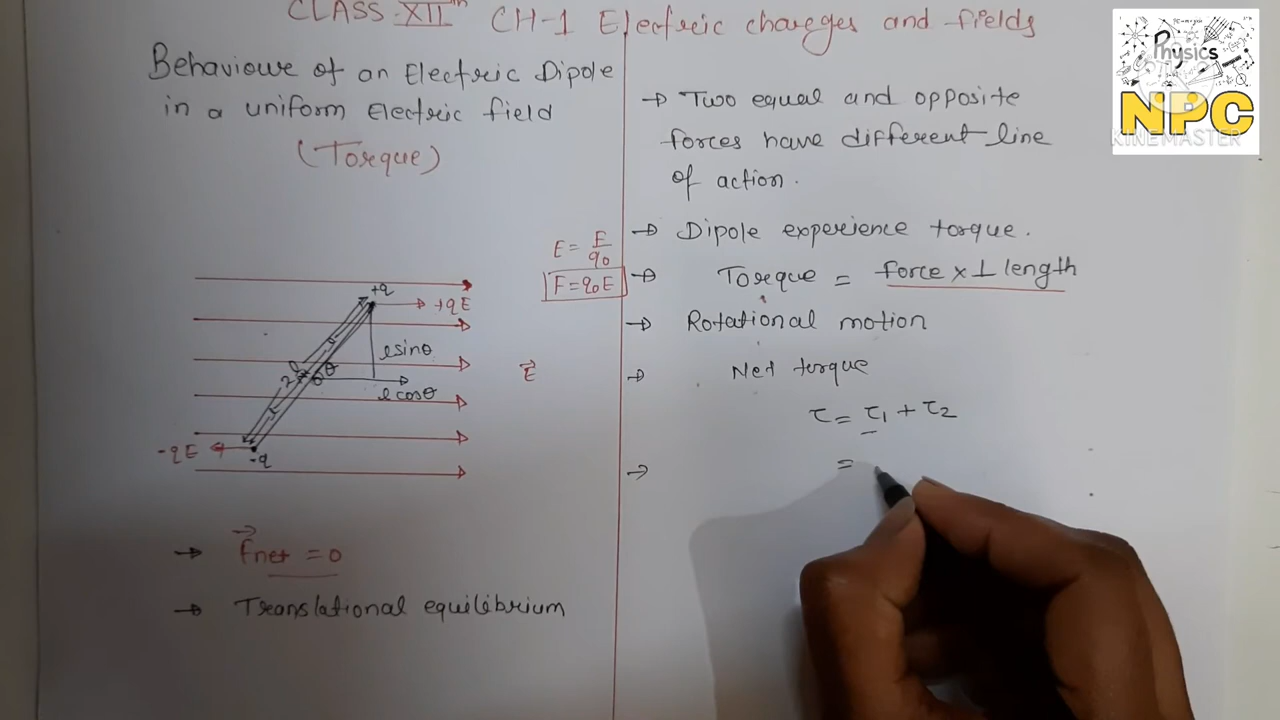 CLASS XIIth CH-1 Electric charges and fields
Behaviour of an Electric Dipole
in a uniform Electric field
(Torque)
E = F/q0
F = q0E
+q
+qE
l sinθ
2l
θ
l cosθ
E
-qE
-q
→ Fnet = 0
→ Translational equilibrium
→ Two equal and opposite
forces have different line
of action.
→ Dipole experience torque.
→ Torque = force × ⊥ length
→ Rotational motion
→ Net torque
τ = τ1 + τ2
→ =
Physics
NPC
KINEMASTER